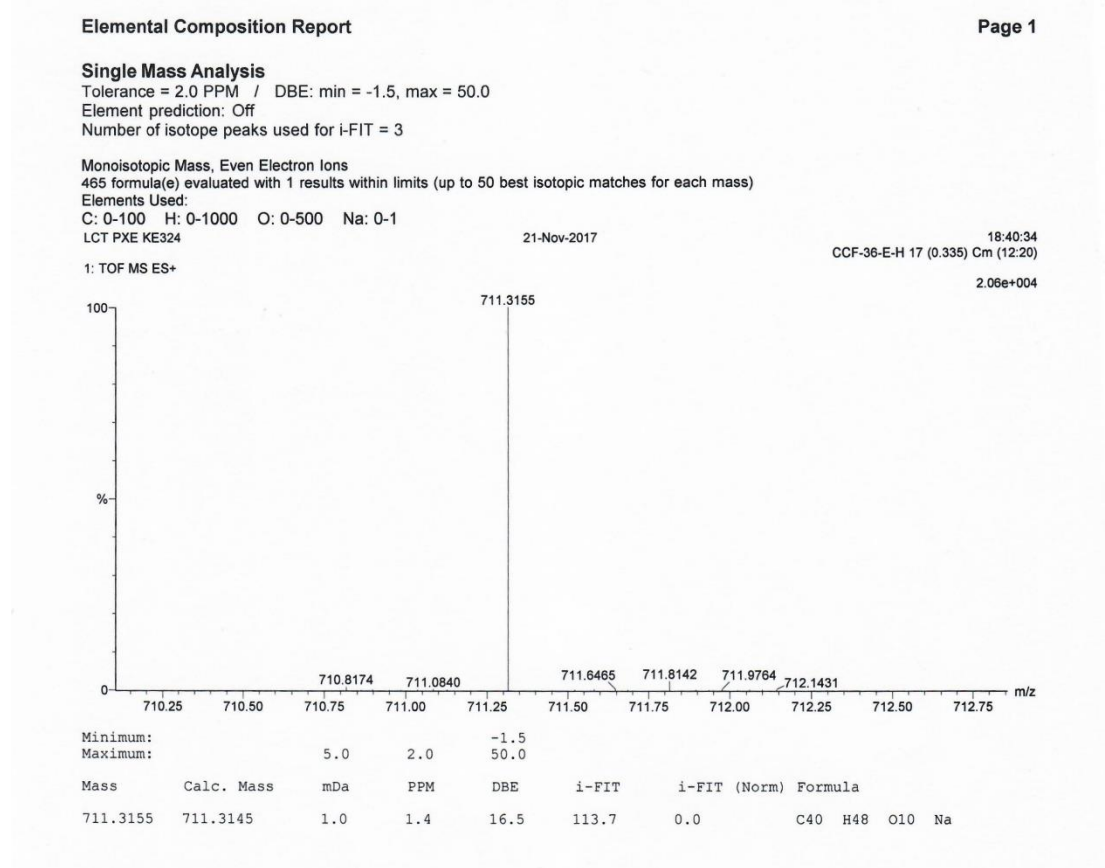 Elemental Composition Report Page 1
Single Mass Analysis
Tolerance = 2.0 PPM / DBE: min = -1.5, max = 50.0
Element prediction: Off
Number of isotope peaks used for i-FIT = 3
Monoisotopic Mass, Even Electron Ions
465 formula(e) evaluated with 1 results within limits (up to 50 best isotopic matches for each mass)
Elements Used:
C: 0-100 H: 0-1000 O: 0-500 Na: 0-1
LCT PXE KE324 21-Nov-2017 18:40:34
CCF-36-E-H 17 (0.335) Cm (12:20)
1: TOF MS ES+
2.06e+004
711.3155
100
%
710.8174 711.0840 711.6465 711.8142 711.9764 712.1431
0 m/z
710.25 710.50 710.75 711.00 711.25 711.50 711.75 712.00 712.25 712.50 712.75
Minimum: -1.5
Maximum: 5.0 2.0 50.0
Mass Calc. Mass mDa PPM DBE i-FIT i-FIT (Norm) Formula
711.3155 711.3145 1.0 1.4 16.5 113.7 0.0 C40 H48 O10 Na